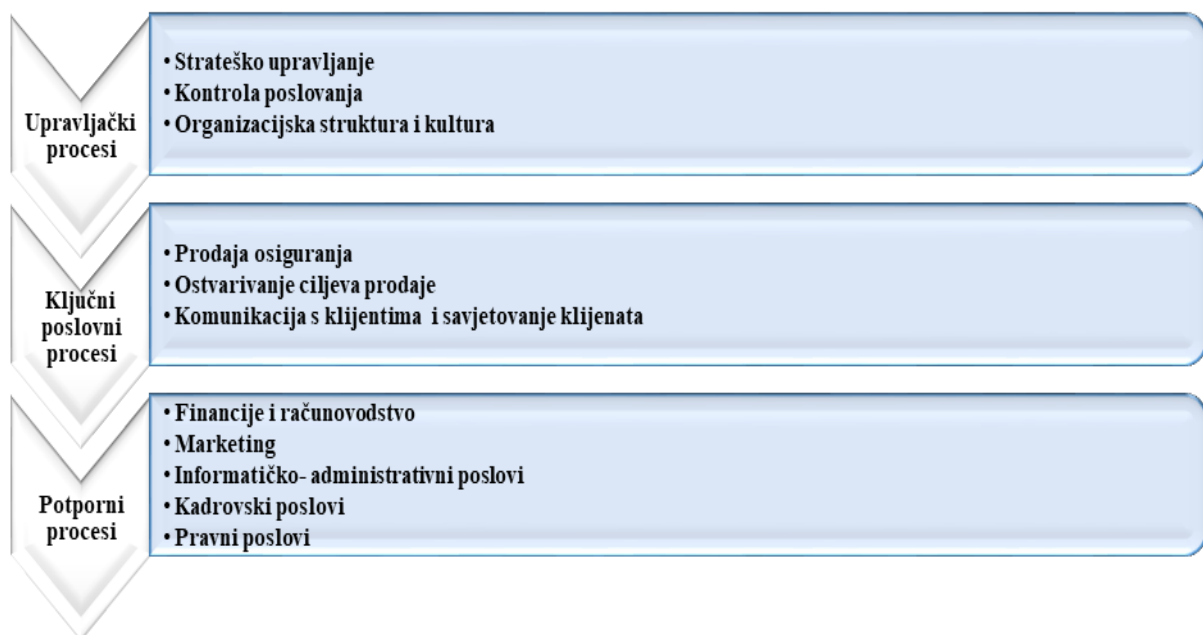 Upravljački
procesi
• Strateško upravljanje
• Kontrola poslovanja
• Organizacijska struktura i kultura
Ključni
poslovni
procesi
• Prodaja osiguranja
• Ostvarivanje ciljeva prodaje
• Komunikacija s klijentima i savjetovanje klijenata
Potporni
procesi
• Financije i računovodstvo
• Marketing
• Informatičko- administrativni poslovi
• Kadrovski poslovi
• Pravni poslovi